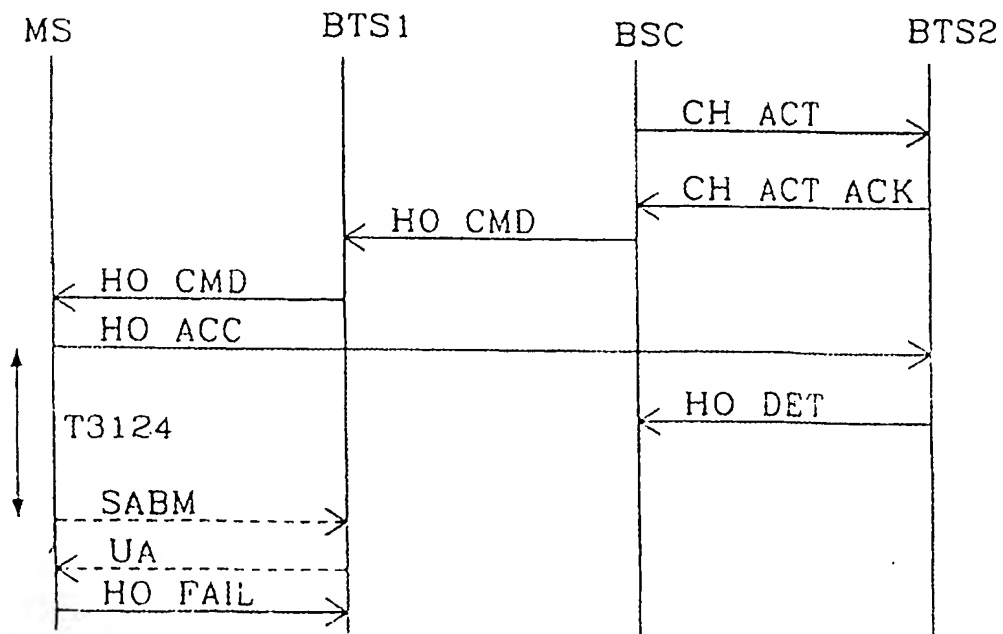 MS BTS1 BSC BTS2
CH ACT
CH ACT ACK
HO CMD
HO CMD
HO ACC
HO DET
T3124
SABM
UA
HO FAIL